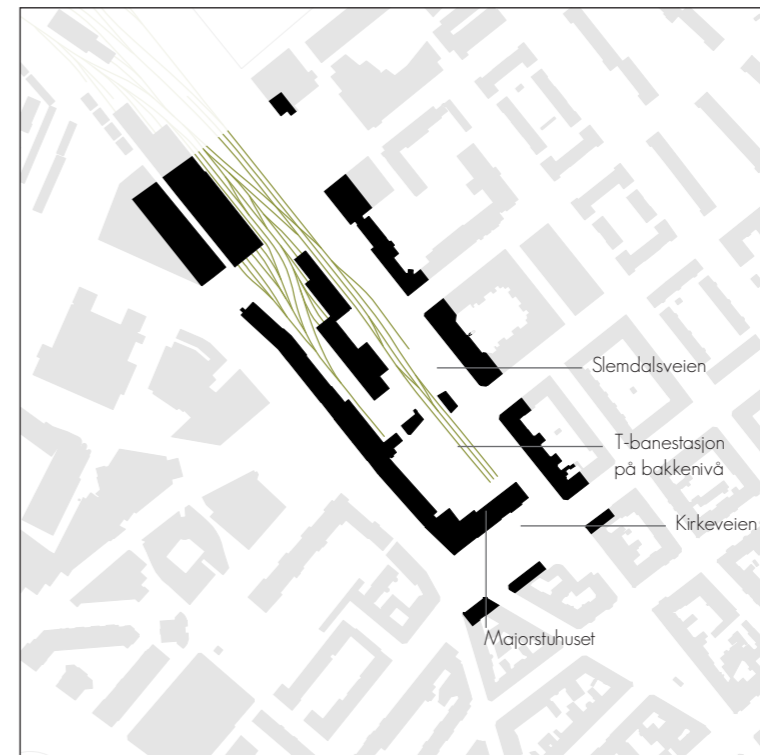 Slemdalsveien
T-banestasjon
på bakkenivå
Kirkeveien
Majorstuhuset